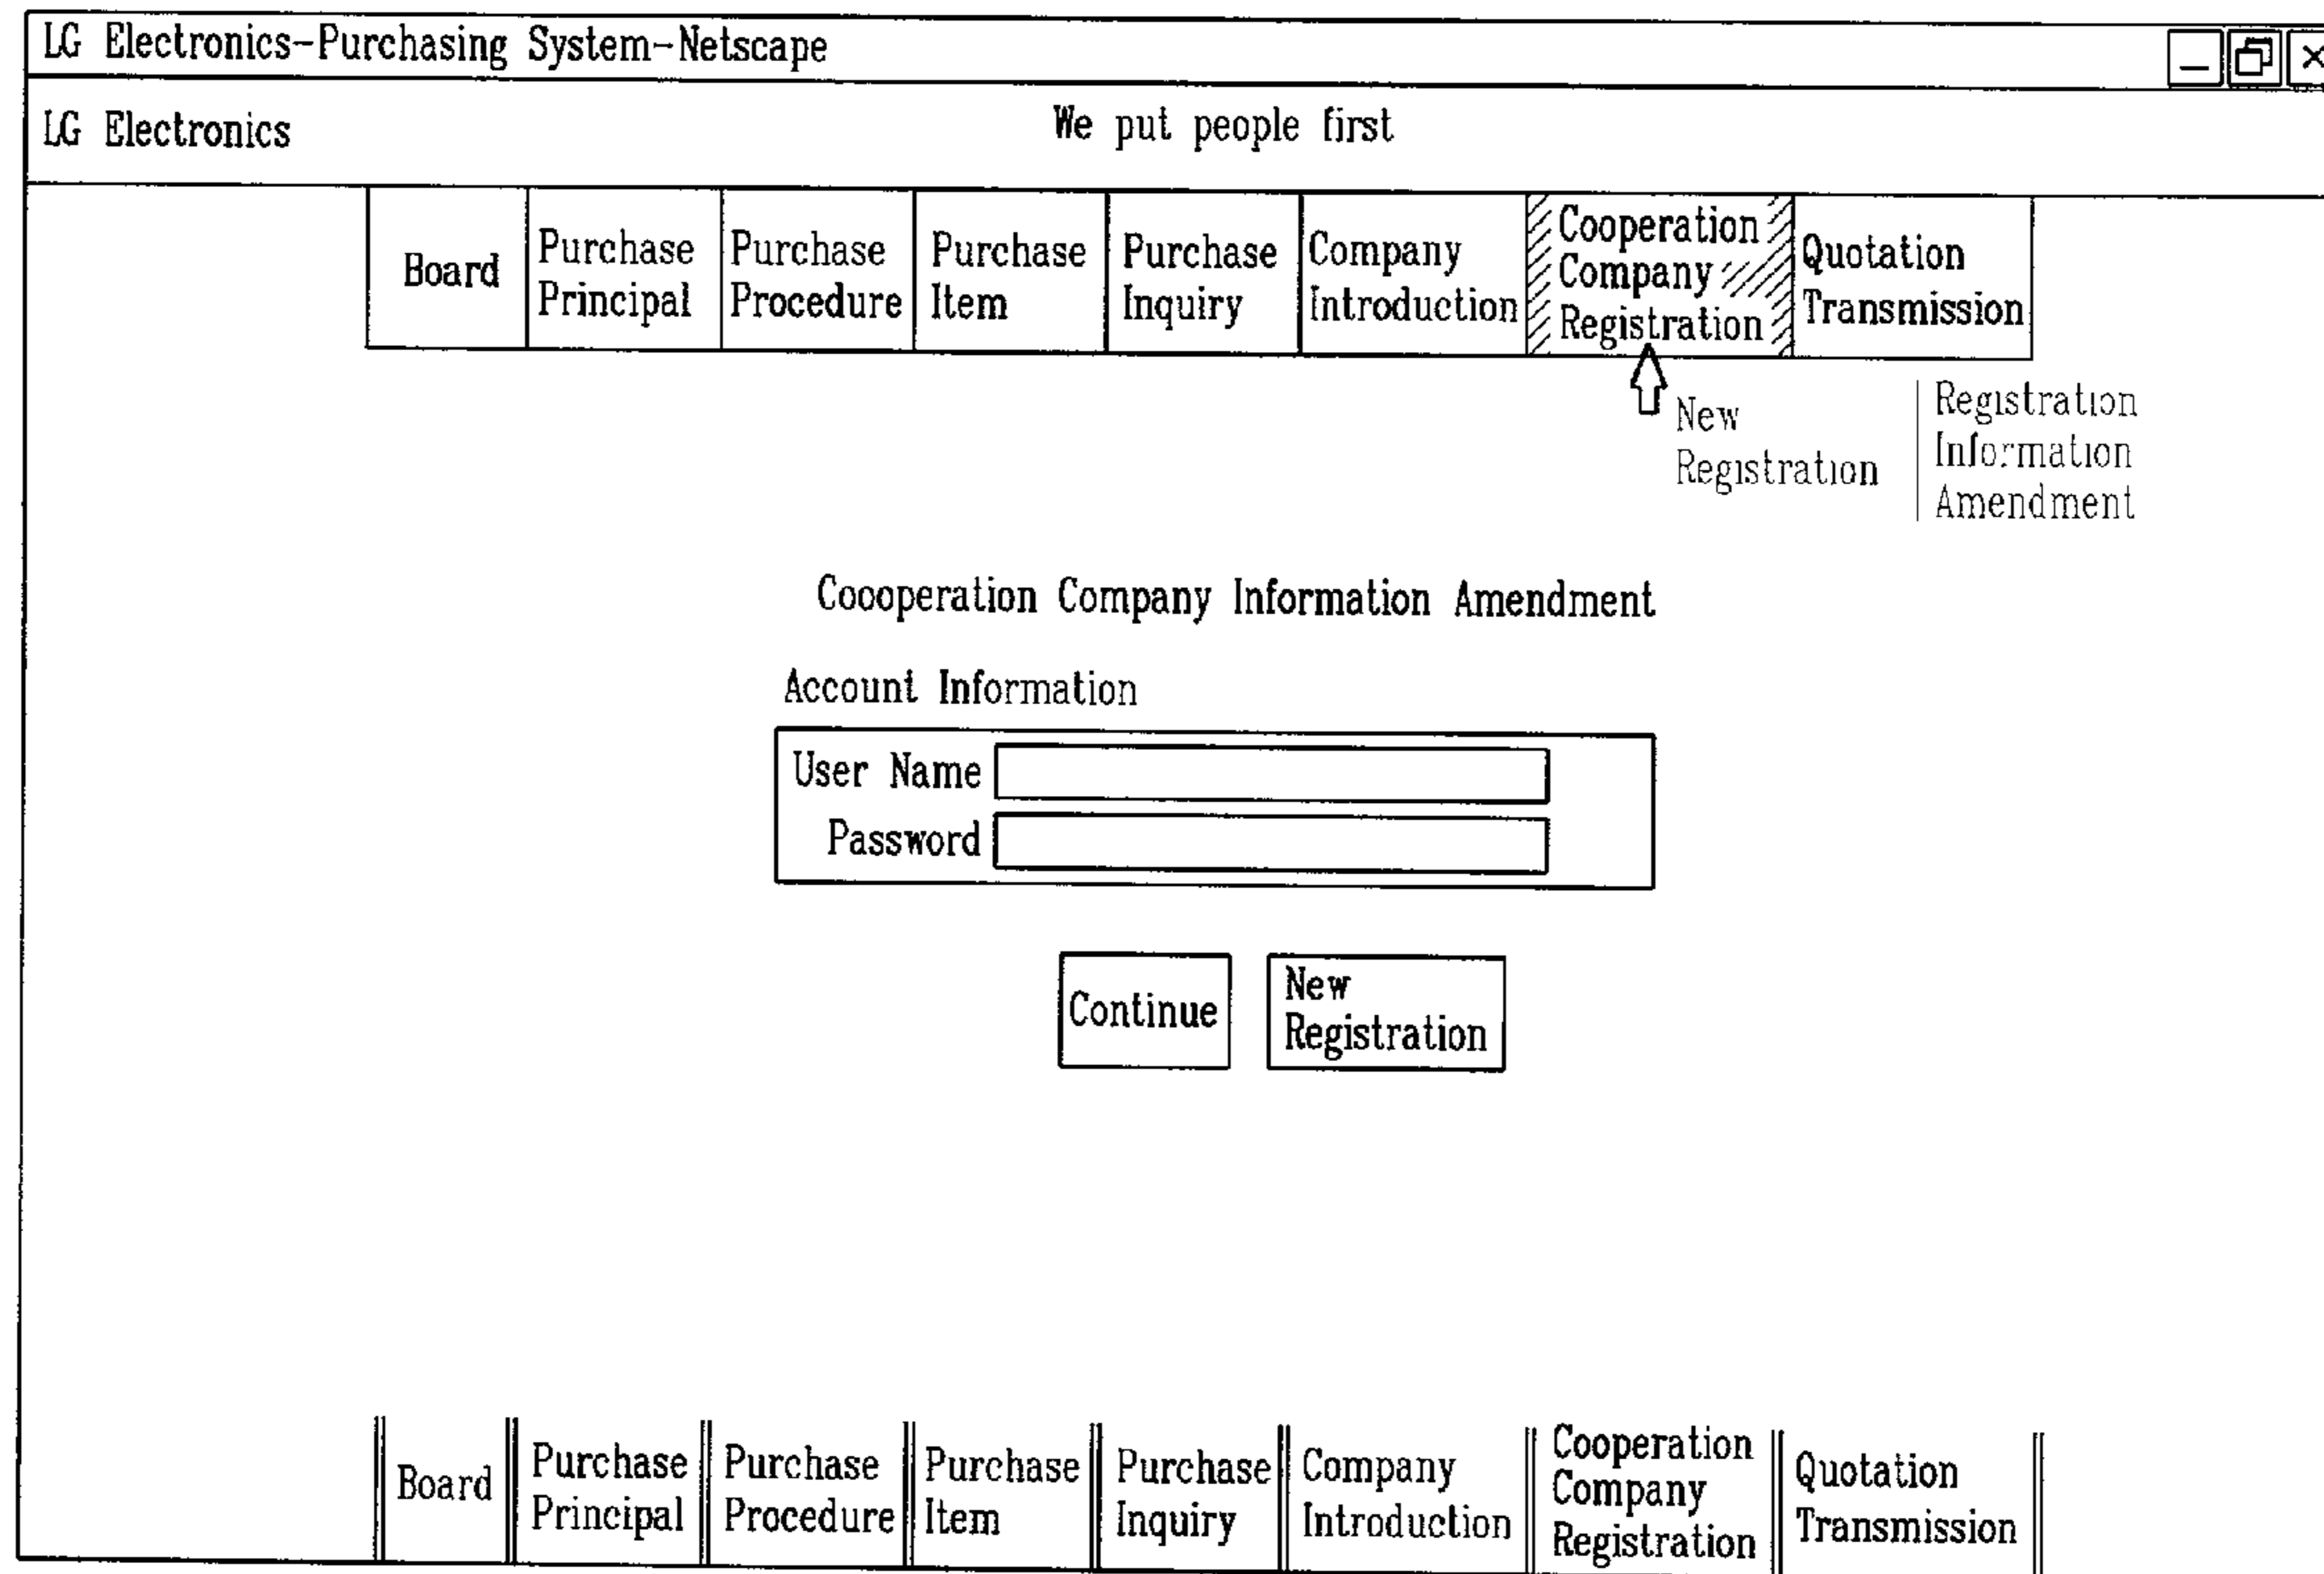 LG Electronics-Purchasing System-Netscape
LG Electronics
We put people first
Board
Purchase
Principal
Purchase
Procedure
Purchase
Item
Purchase
Inquiry
Company
Introduction
Cooperation
Company
Registration
Quotation
Transmission
New
Registration
Registration
Information
Amendment
Coooperation Company Information Amendment
Account Information
User Name
Password
Continue
New
Registration
Board
Purchase
Principal
Purchase
Procedure
Purchase
Item
Purchase
Inquiry
Company
Introduction
Cooperation
Company
Registration
Quotation
Transmission